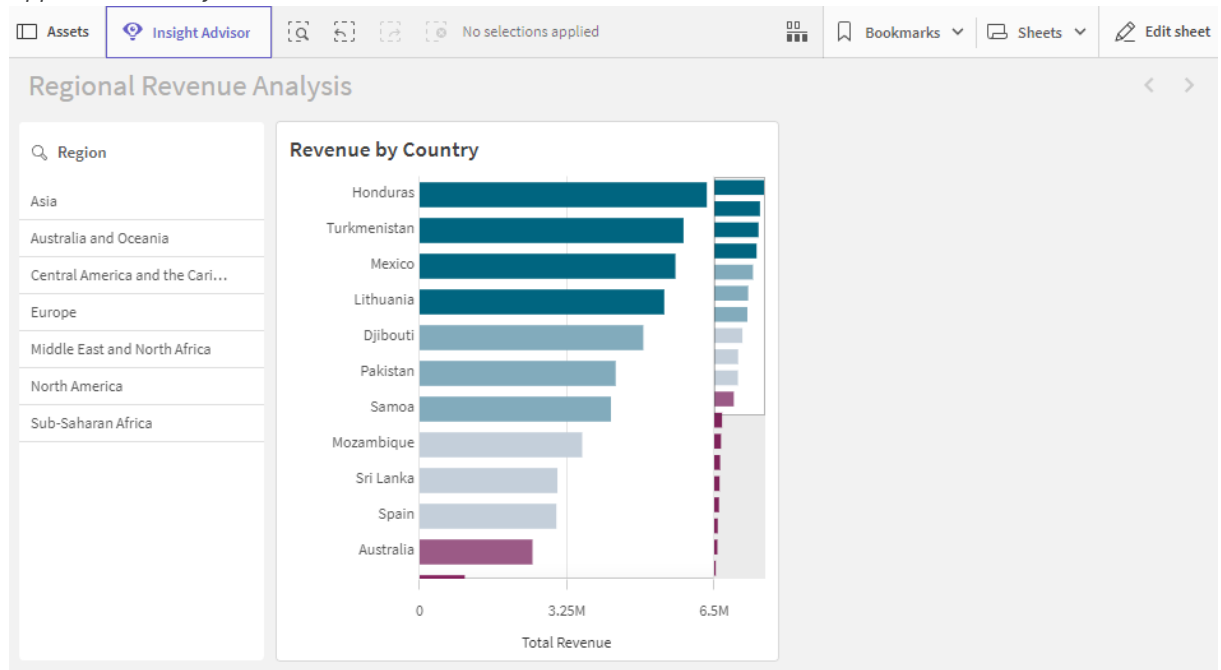 Assets
Insight Advisor
No selections applied
Bookmarks
Sheets
Edit sheet
Regional Revenue Analysis
Region
Asia
Australia and Oceania
Central America and the Cari...
Europe
Middle East and North Africa
North America
Sub-Saharan Africa
Revenue by Country
Honduras
Turkmenistan
Mexico
Lithuania
Djibouti
Pakistan
Samoa
Mozambique
Sri Lanka
Spain
Australia
0 3.25M 6.5M
Total Revenue